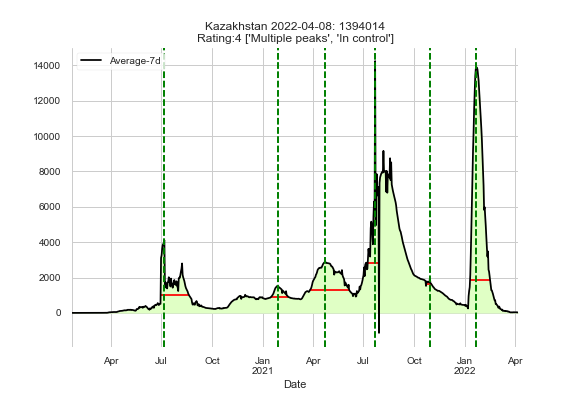 Kazakhstan 2022-04-08: 1394014
Rating:4 ['Multiple peaks', 'In control']
Average-7d
14000
12000
10000
8000
6000
4000
2000
0
Apr Jul Oct Jan Apr Jul Oct Jan Apr
2021 2022
Date